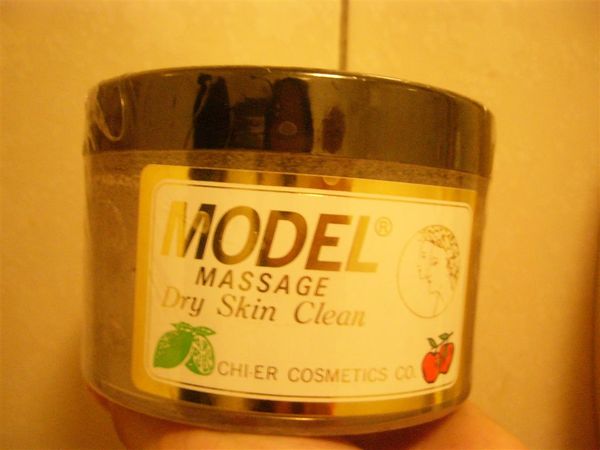 MODEL®
MASSAGE
Dry Skin Clean
CHI-ER COSMETICS CO.